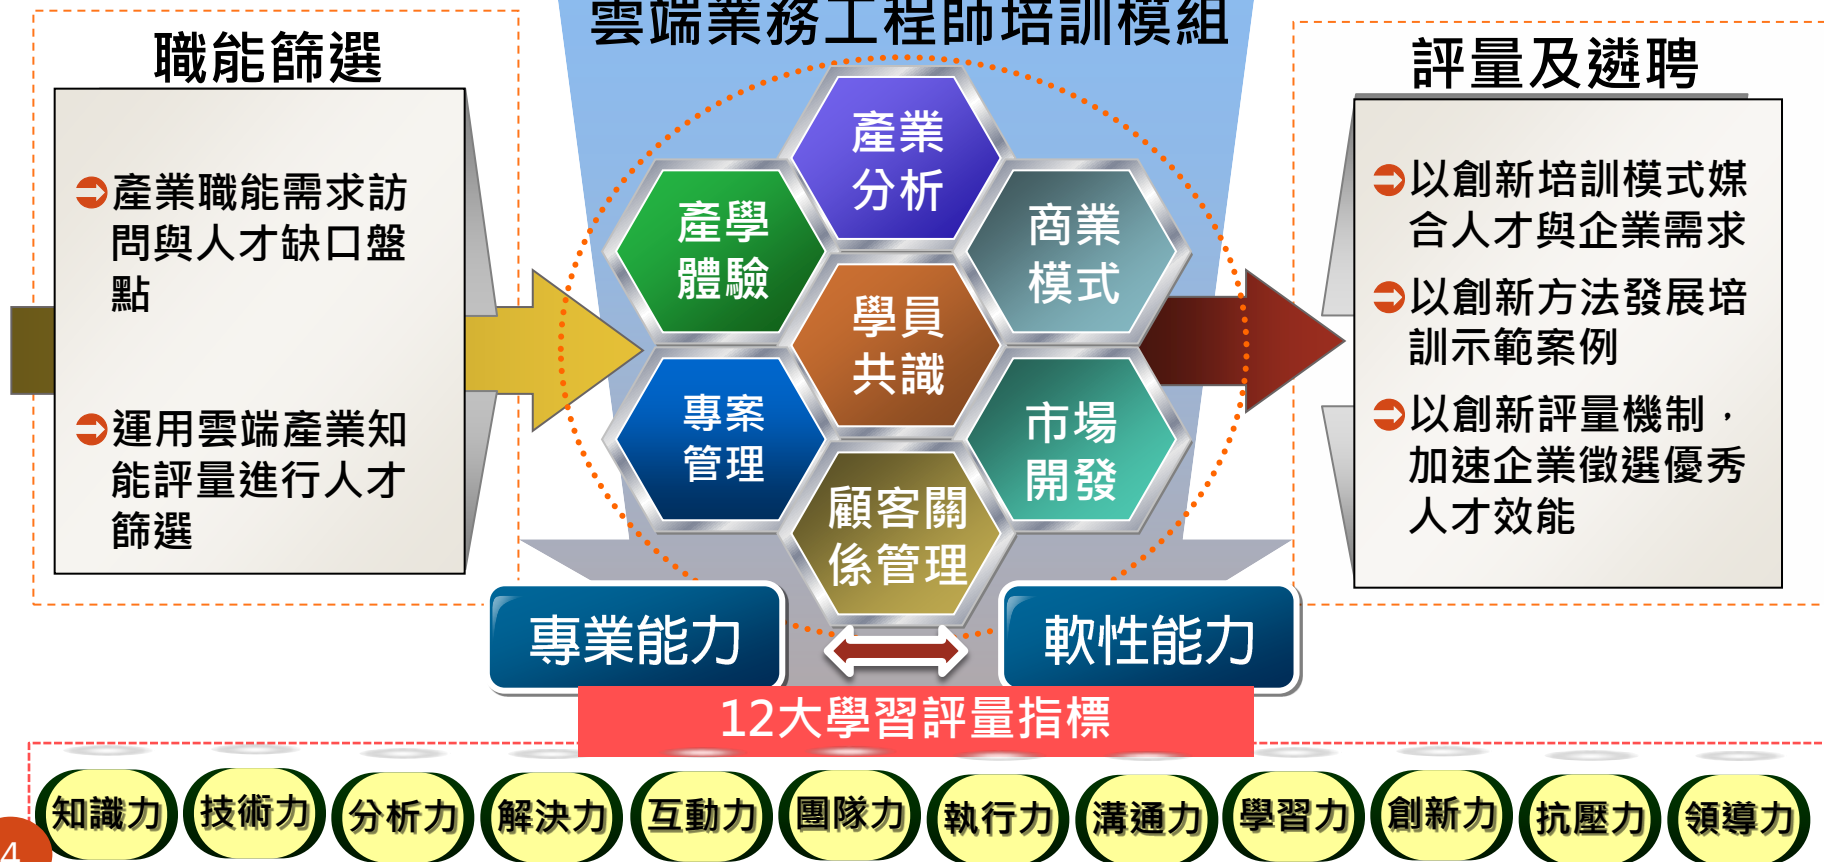 雲端業務工程師培訓模組
職能篩選
產業職能需求訪
問與人才缺口盤
點
運用雲端產業知
能評量進行人才
篩選
產業
分析
產學
體驗
商業
模式
學員
共識
專案
管理
市場
開發
顧客關
係管理
評量及遴聘
以創新培訓模式媒
合人才與企業需求
以創新方法發展培
訓示範案例
以創新評量機制，
加速企業徵選優秀
人才效能
專業能力
軟性能力
12大學習評量指標
知識力
技術力
分析力
解決力
互動力
團隊力
執行力
溝通力
學習力
創新力
抗壓力
領導力
4